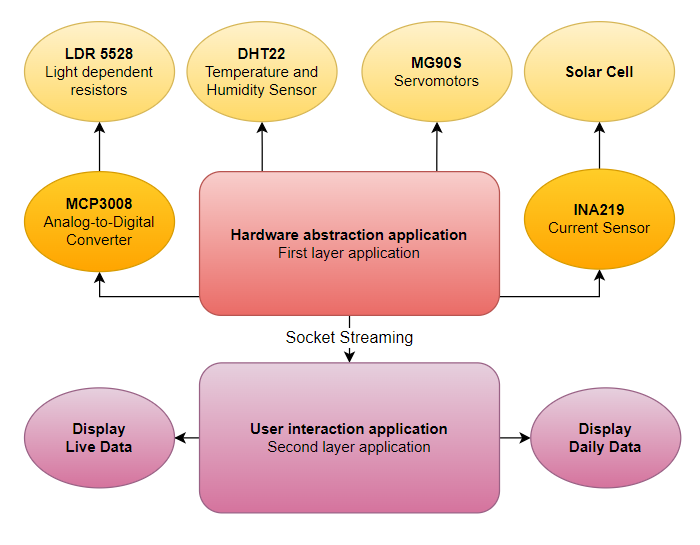 LDR 5528
Light dependent
resistors
DHT22
Temperature and
Humidity Sensor
MG90S
Servomotors
Solar Cell
MCP3008
Analog-to-Digital
Converter
Hardware abstraction application
First layer application
INA219
Current Sensor
Socket Streaming
Display
Live Data
User interaction application
Second layer application
Display
Daily Data